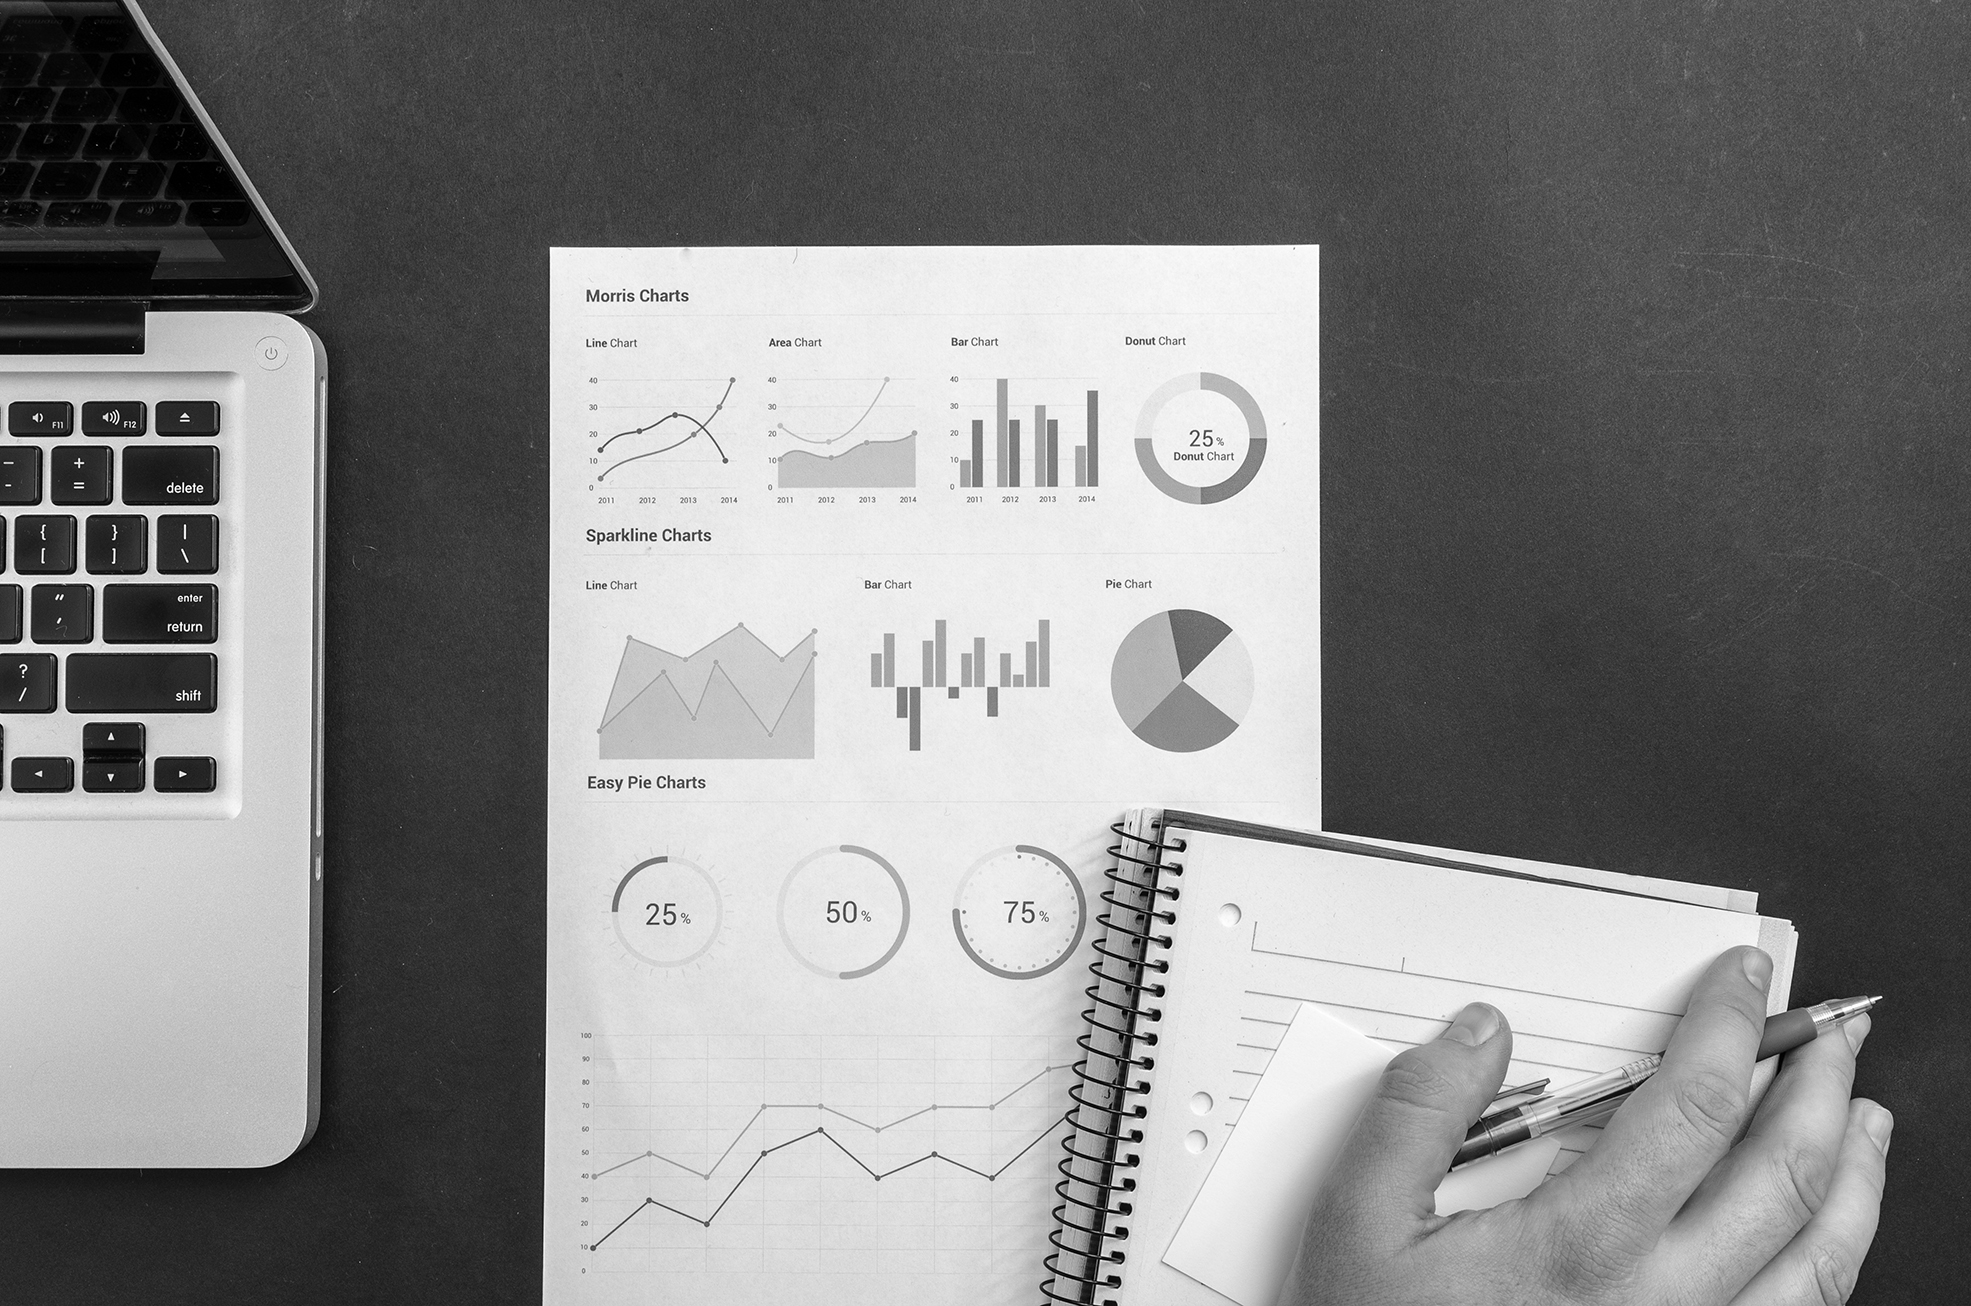 F11
F12
-
-
+
=
delete
{
[
}
]
|
\
"
'
enter
return
?
/
shift
Morris Charts
Line Chart
Area Chart
Bar Chart
Donut Chart
40
30
20
10
0
2011 2012 2013 2014
40
30
20
10
0
2011 2012 2013 2014
40
30
20
10
0
2011 2012 2013 2014
25%
Donut Chart
Sparkline Charts
Line Chart
Bar Chart
Pie Chart
Easy Pie Charts
25%
50%
75%
100
90
80
70
60
50
40
30
20
10
0